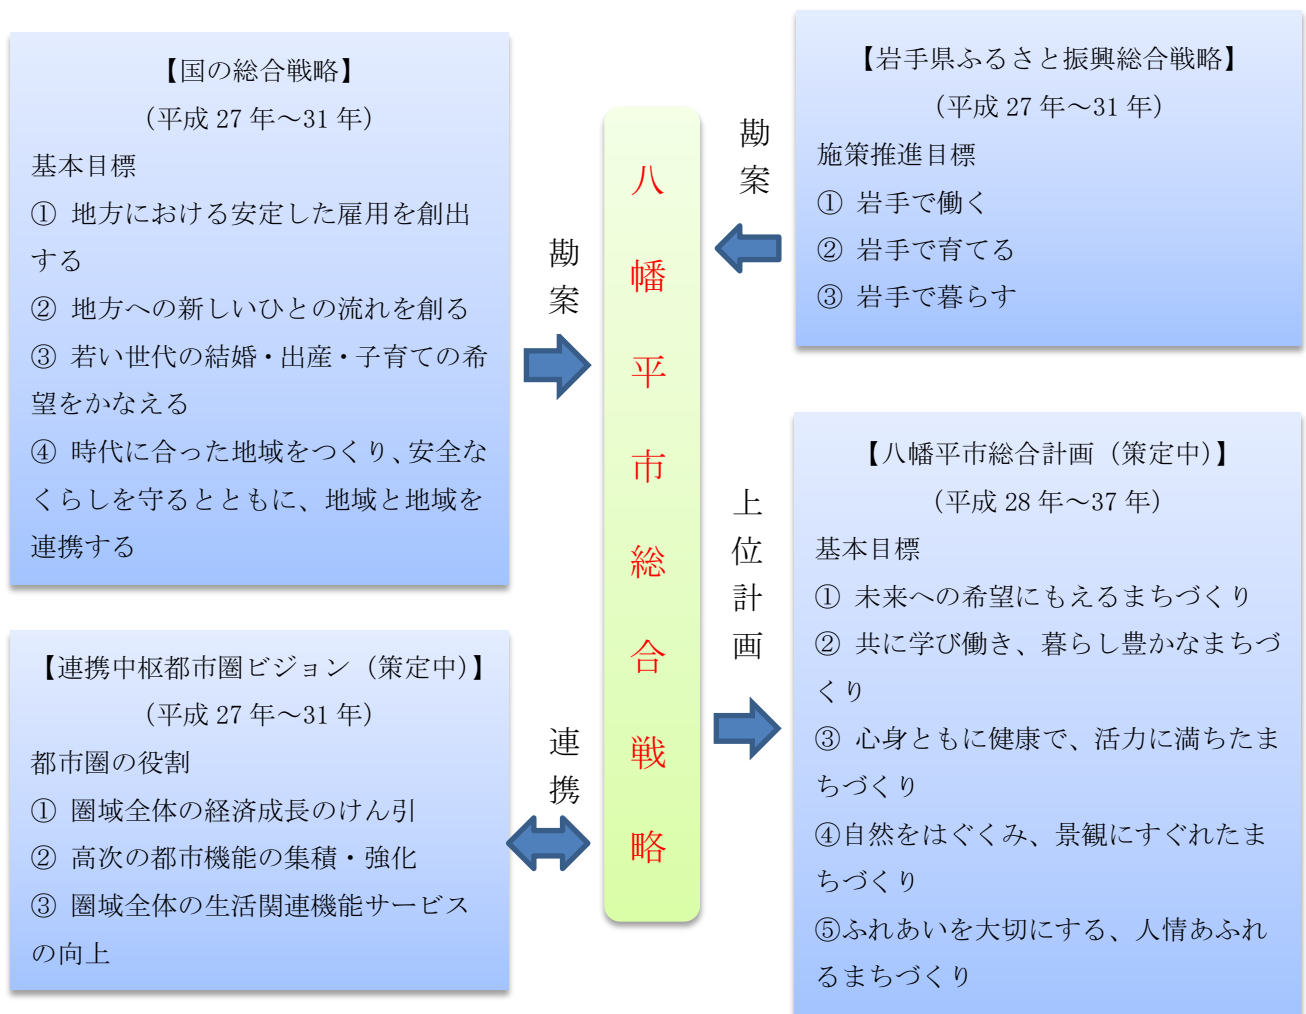 【国の総合戦略】
（平成 27 年～31 年）
基本目標
① 地方における安定した雇用を創出
する
② 地方への新しいひとの流れを創る
③ 若い世代の結婚・出産・子育ての希
望をかなえる
④ 時代に合った地域をつくり、安全な
くらしを守るとともに、地域と地域を
連携する
【連携中枢都市圏ビジョン（策定中）】
（平成 27 年～31 年）
都市圏の役割
① 圏域全体の経済成長のけん引
② 高次の都市機能の集積・強化
③ 圏域全体の生活関連機能サービス
の向上
勘案
連携
八幡平市総合戦略
勘案
上位計画
【岩手県ふるさと振興総合戦略】
（平成 27 年～31 年）
施策推進目標
① 岩手で働く
② 岩手で育てる
③ 岩手で暮らす
【八幡平市総合計画（策定中）】
（平成 28 年～37 年）
基本目標
① 未来への希望にもえるまちづくり
② 共に学び働き、暮らし豊かなまちづ
くり
③ 心身ともに健康で、活力に満ちたま
ちづくり
④自然をはぐくみ、景観にすぐれたま
ちづくり
⑤ふれあいを大切にする、人情あふれ
るまちづくり